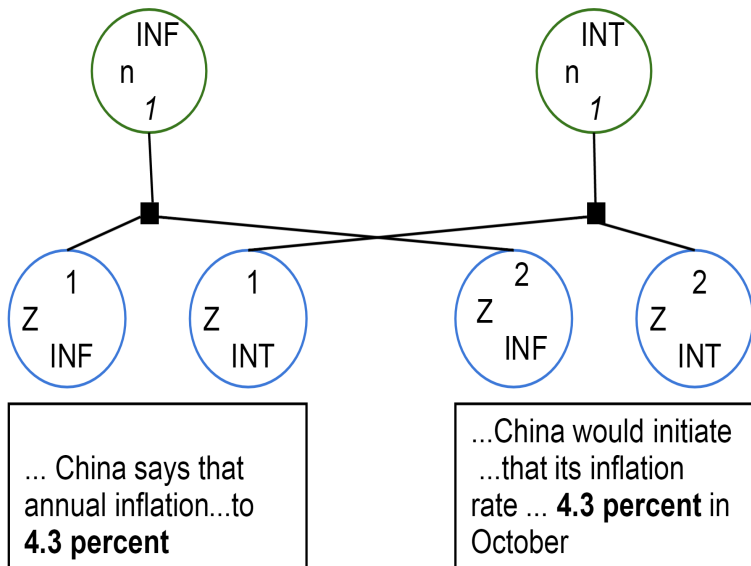 INF
n
1
INT
n
1
1
Z
INF
1
Z
INT
2
Z
INF
2
Z
INT
... China says that
annual inflation...to
4.3 percent
...China would initiate
...that its inflation
rate ... 4.3 percent in
October